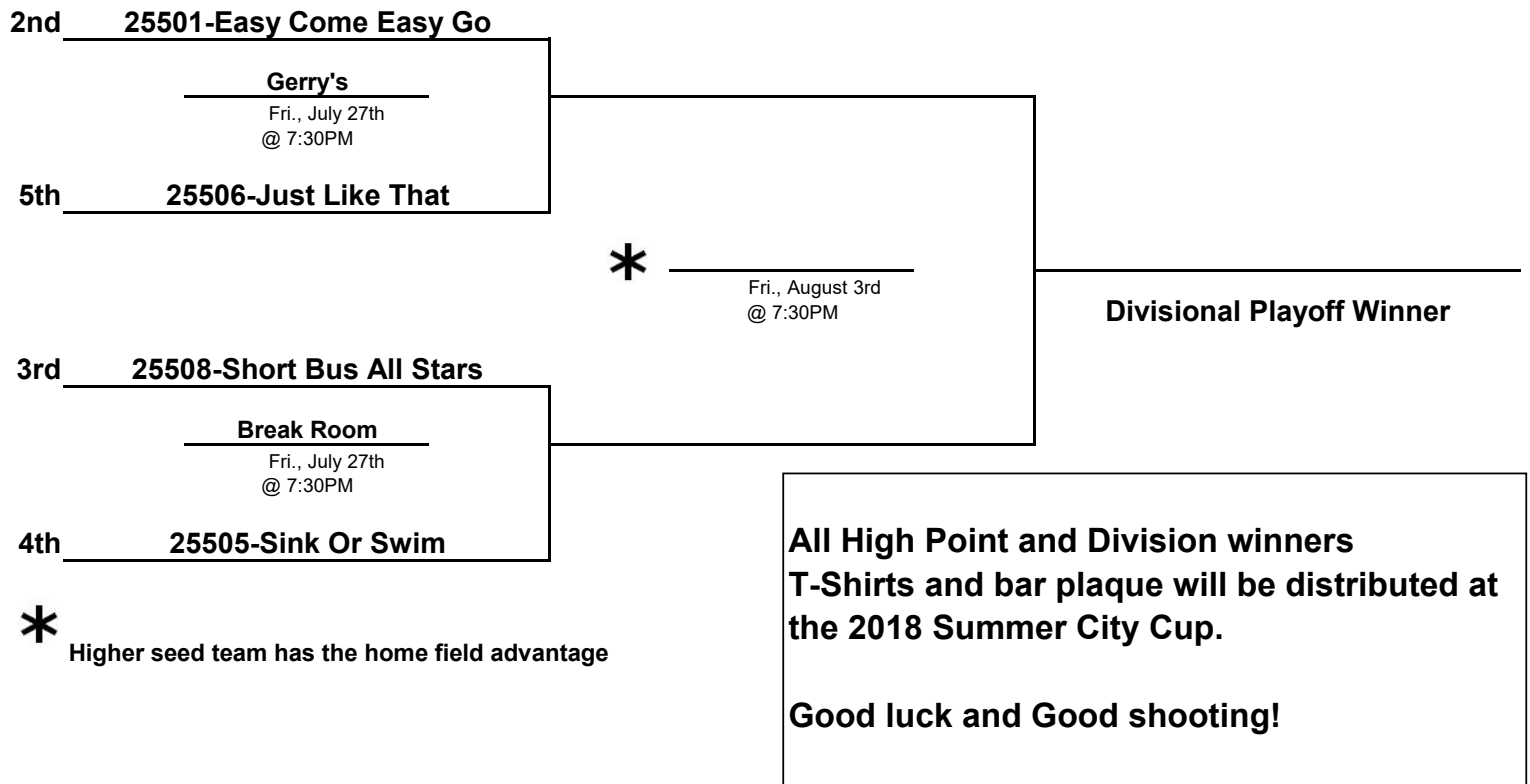 2nd 25501-Easy Come Easy Go
Gerry's
Fri., July 27th
@ 7:30PM
5th 25506-Just Like That
*
Fri., August 3rd
@ 7:30PM
Divisional Playoff Winner
3rd 25508-Short Bus All Stars
Break Room
Fri., July 27th
@ 7:30PM
4th 25505-Sink Or Swim
* Higher seed team has the home field advantage
All High Point and Division winners
T-Shirts and bar plaque will be distributed at
the 2018 Summer City Cup.
Good luck and Good shooting!